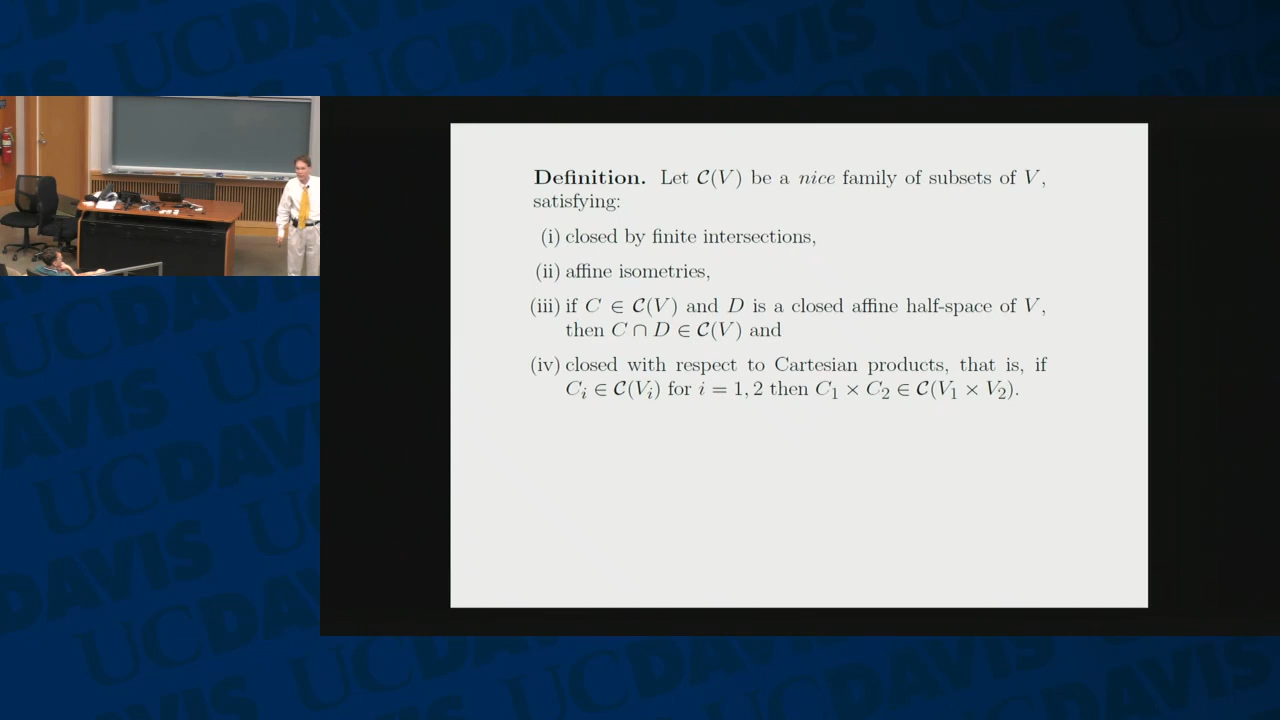 Definition. Let 𝒞(V) be a nice family of subsets of V,
satisfying:
(i) closed by finite intersections,
(ii) affine isometries,
(iii) if C ∈ 𝒞(V) and D is a closed affine half-space of V,
then C ∩ D ∈ 𝒞(V) and
(iv) closed with respect to Cartesian products, that is, if
C_i ∈ 𝒞(V_i) for i = 1, 2 then C_1 × C_2 ∈ 𝒞(V_1 × V_2).
UCDAVIS